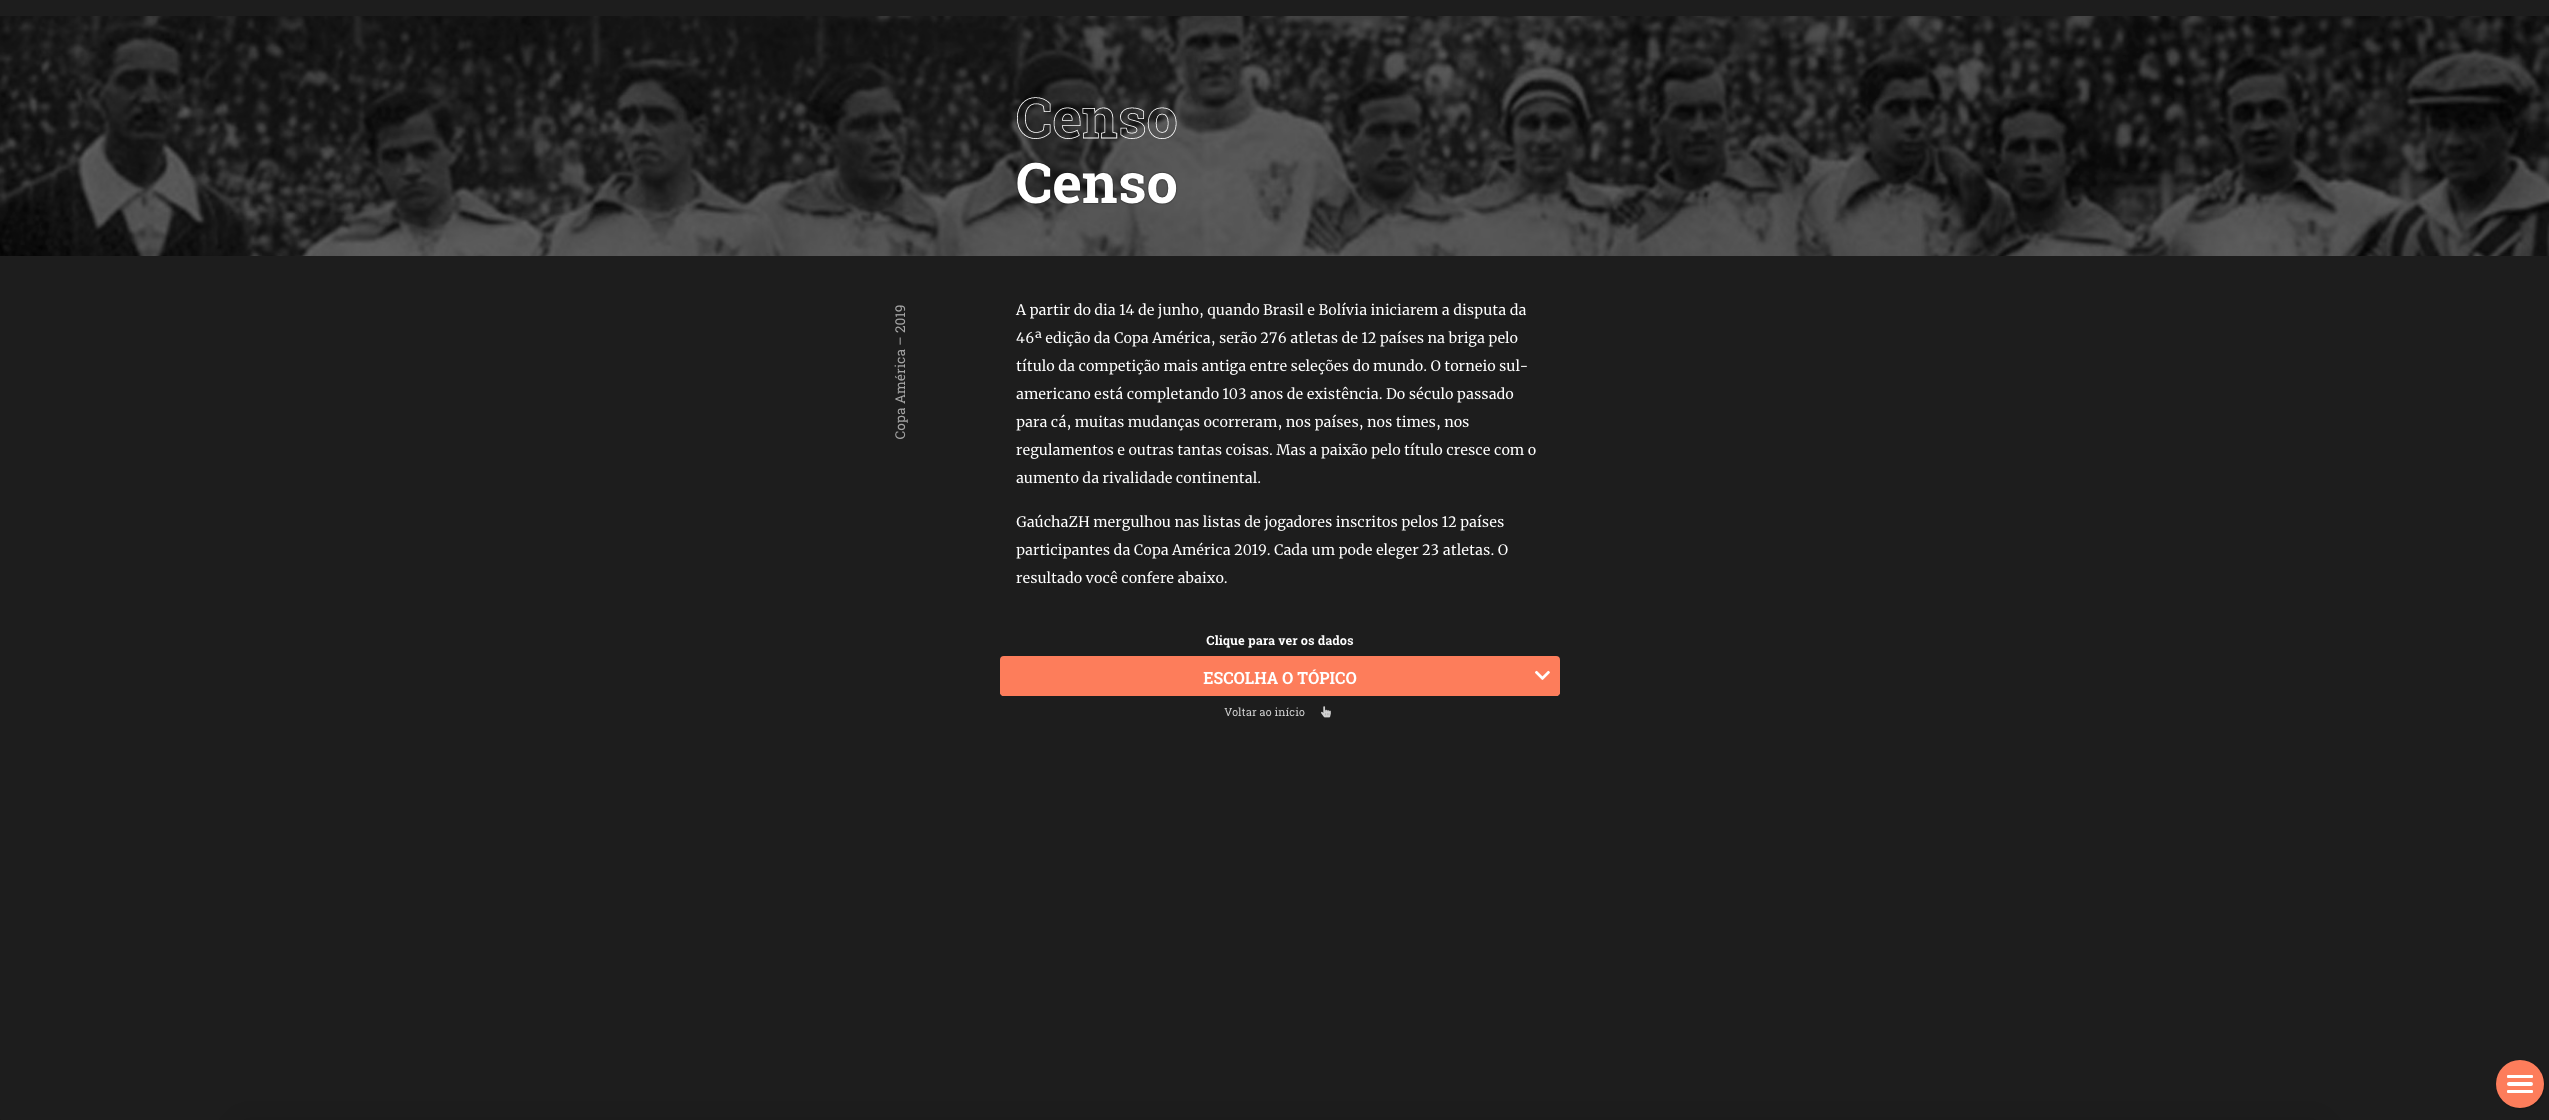 Censo
Censo
Copa América – 2019
A partir do dia 14 de junho, quando Brasil e Bolívia iniciarem a disputa da
46ª edição da Copa América, serão 276 atletas de 12 países na briga pelo
título da competição mais antiga entre seleções do mundo. O torneio sul-
americano está completando 103 anos de existência. Do século passado
para cá, muitas mudanças ocorreram, nos países, nos times, nos
regulamentos e outras tantas coisas. Mas a paixão pelo título cresce com o
aumento da rivalidade continental.
GaúchaZH mergulhou nas listas de jogadores inscritos pelos 12 países
participantes da Copa América 2019. Cada um pode eleger 23 atletas. O
resultado você confere abaixo.
Clique para ver os dados
ESCOLHA O TÓPICO
Voltar ao início